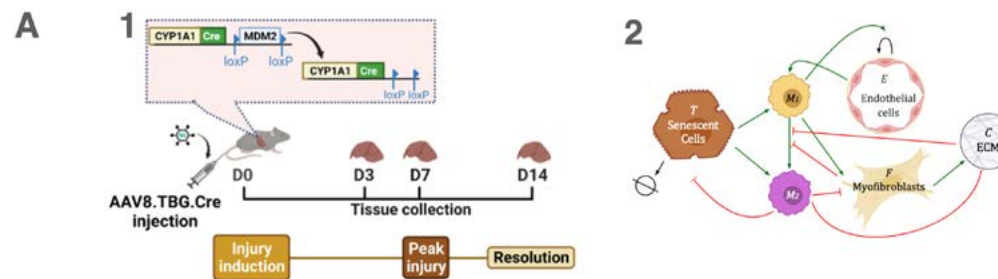 A
1
CYP1A1 Cre MDM2
loxP loxP
CYP1A1 Cre
loxP loxP
D0 D3 D7 D14
AAV8.TBG.Cre
injection
Tissue collection
Injury
induction
Peak
injury
Resolution
2
M₁
E
Endothelial
cells
T
Senescent
Cells
C
ECM
F
Myofibroblasts
M₂